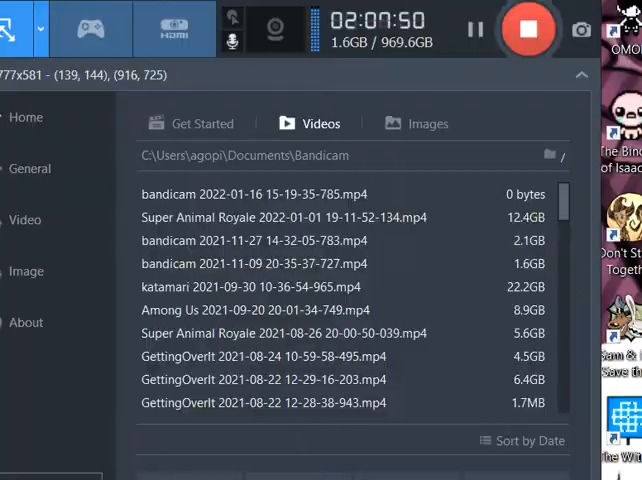 HDMI
02:07:50
1.6GB / 969.6GB
777x581 - (139, 144), (916, 725)
Home
General
Video
Image
About
Get Started
Videos
Images
C:\Users\agopi\Documents\Bandicam
/
bandicam 2022-01-16 15-19-35-785.mp4 0 bytes
Super Animal Royale 2022-01-01 19-11-52-134.mp4 12.4GB
bandicam 2021-11-27 14-32-05-783.mp4 2.1GB
bandicam 2021-11-09 20-35-37-727.mp4 1.6GB
katamari 2021-09-30 10-36-54-965.mp4 22.2GB
Among Us 2021-09-20 20-01-34-749.mp4 8.9GB
Super Animal Royale 2021-08-26 20-00-50-039.mp4 5.6GB
GettingOverIt 2021-08-24 10-59-58-495.mp4 4.5GB
GettingOverIt 2021-08-22 12-29-16-203.mp4 6.4GB
GettingOverIt 2021-08-22 12-28-38-943.mp4 1.7MB
Sort by Date
OMO
The Bind
of Isaac
Don't St
Togeth
Sam &
Save th
The Wit